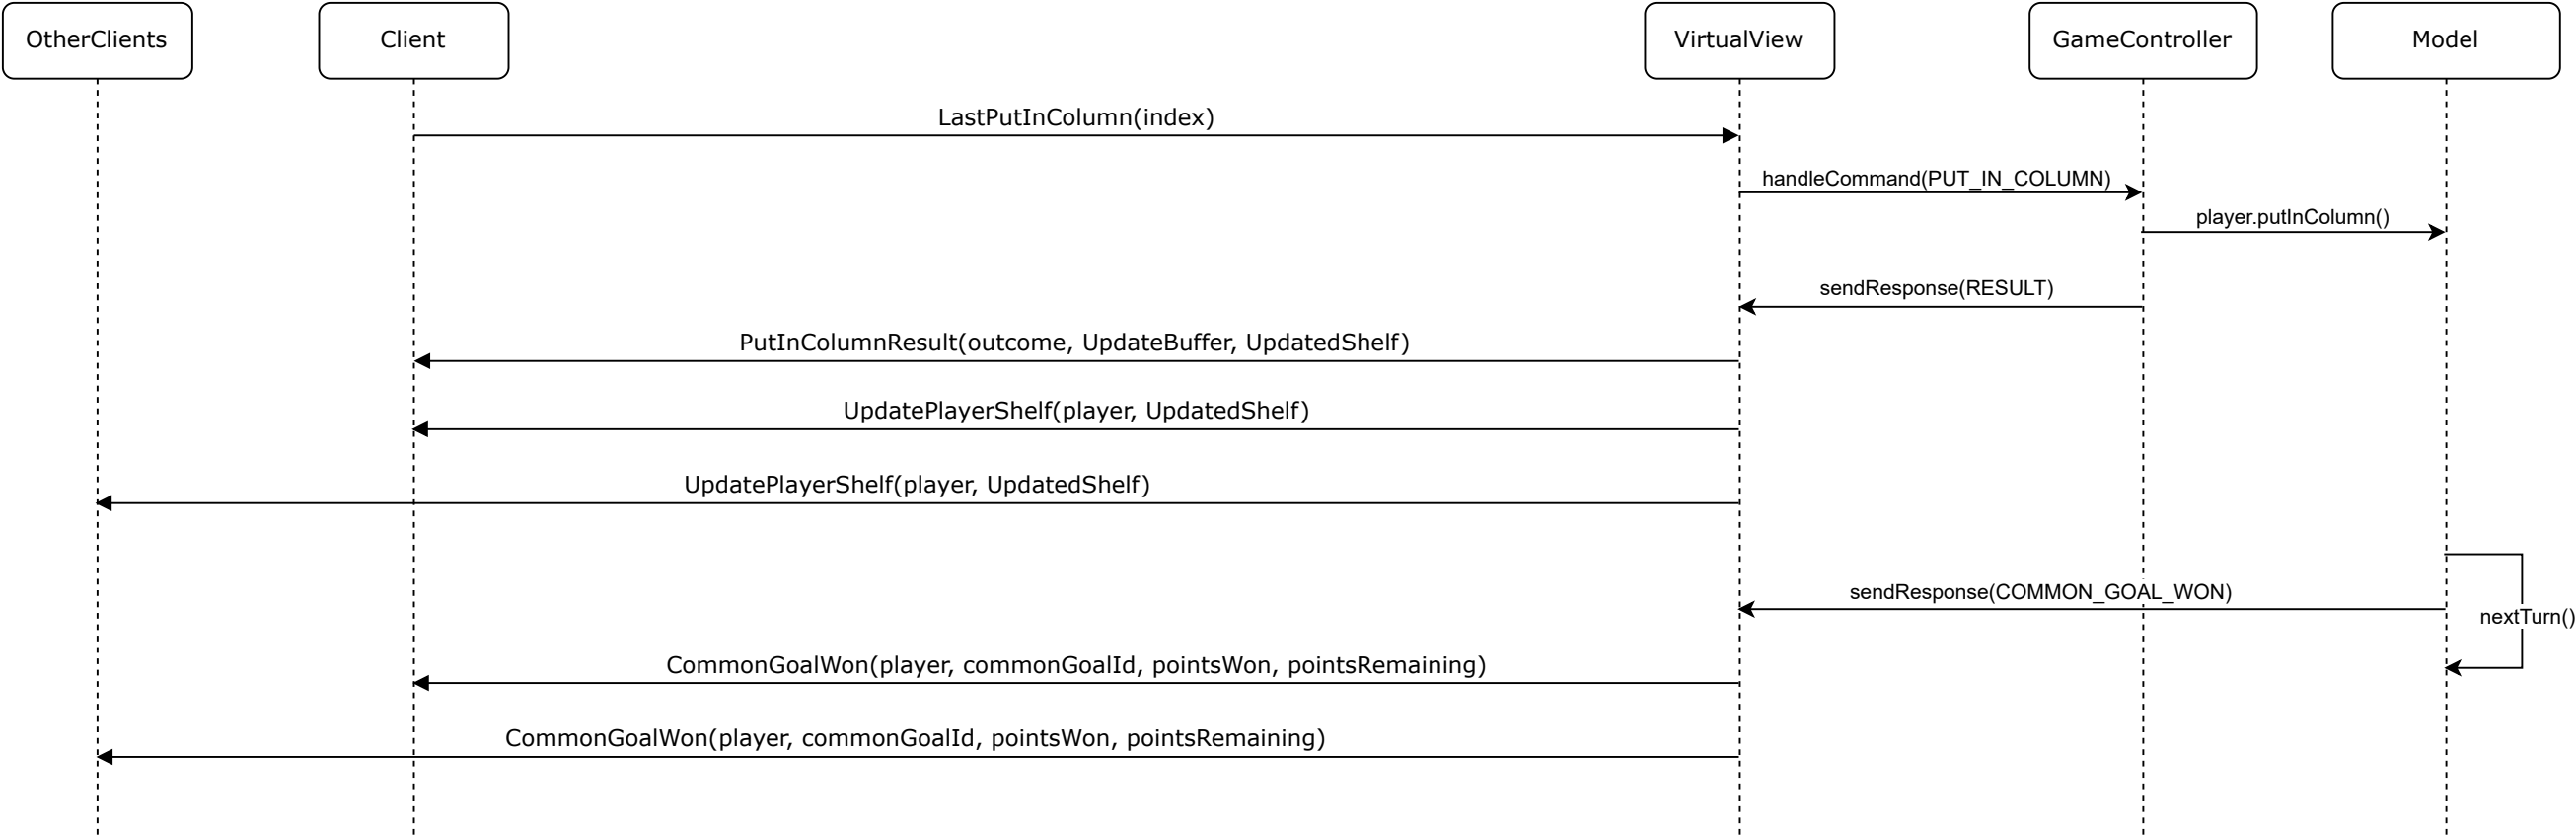 OtherClients
Client
VirtualView
GameController
Model
LastPutInColumn(index)
handleCommand(PUT_IN_COLUMN)
player.putInColumn()
sendResponse(RESULT)
PutInColumnResult(outcome, UpdateBuffer, UpdatedShelf)
UpdatePlayerShelf(player, UpdatedShelf)
UpdatePlayerShelf(player, UpdatedShelf)
sendResponse(COMMON_GOAL_WON)
nextTurn()
CommonGoalWon(player, commonGoalId, pointsWon, pointsRemaining)
CommonGoalWon(player, commonGoalId, pointsWon, pointsRemaining)